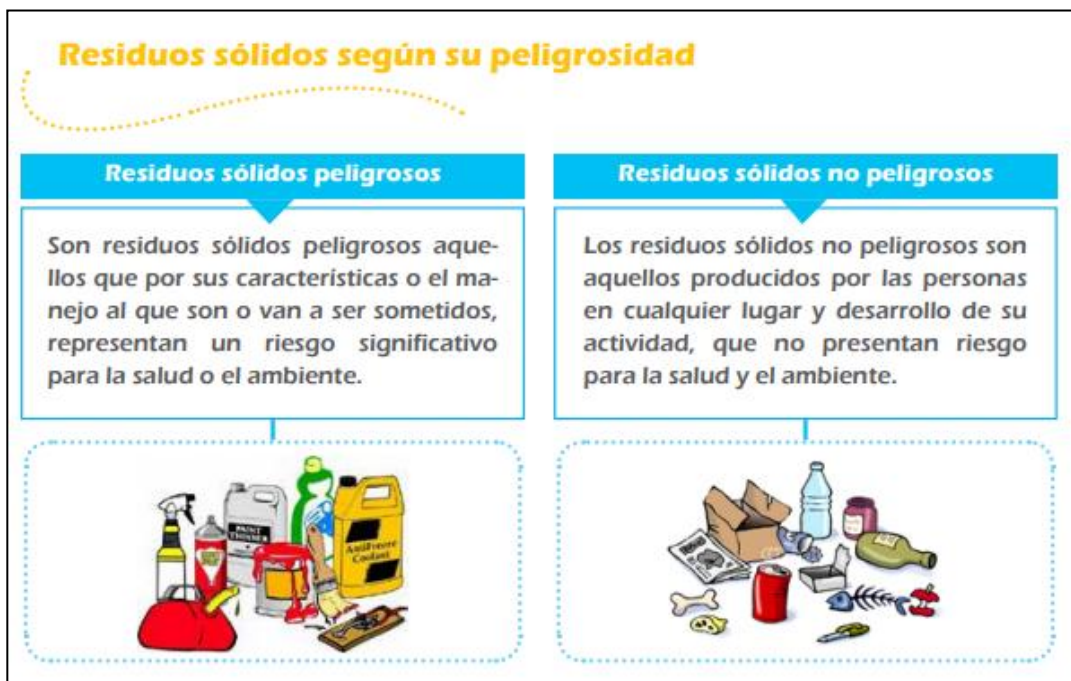 Residuos sólidos según su peligrosidad
Residuos sólidos peligrosos
Son residuos sólidos peligrosos aque-
llos que por sus características o el ma-
nejo al que son o van a ser sometidos,
representan un riesgo significativo
para la salud o el ambiente.
PAINT
THINNER
AntiFreeze
Coolant
Residuos sólidos no peligrosos
Los residuos sólidos no peligrosos son
aquellos producidos por las personas
en cualquier lugar y desarrollo de su
actividad, que no presentan riesgo
para la salud y el ambiente.